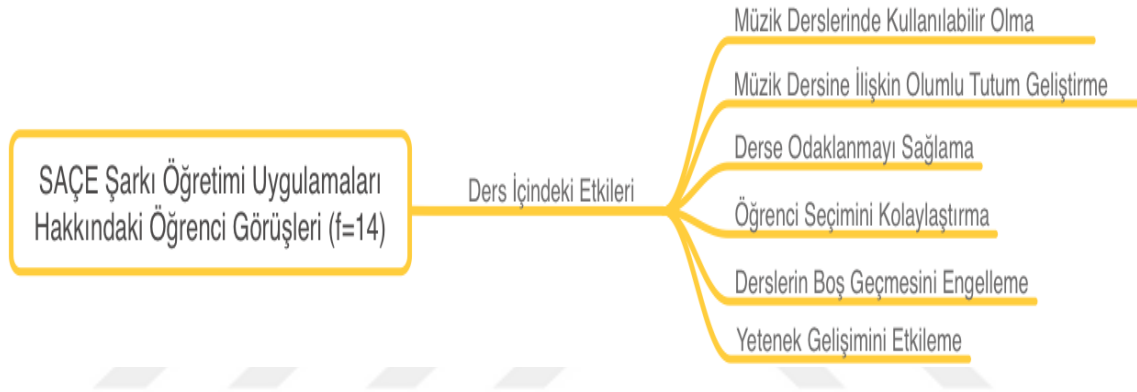 SAÇE Şarkı Öğretimi Uygulamaları
Hakkındaki Öğrenci Görüşleri (f=14)
Ders İçindeki Etkileri
Müzik Derslerinde Kullanılabilir Olma
Müzik Dersine İlişkin Olumlu Tutum Geliştirme
Derse Odaklanmayı Sağlama
Öğrenci Seçimini Kolaylaştırma
Derslerin Boş Geçmesini Engelleme
Yetenek Gelişimini Etkileme